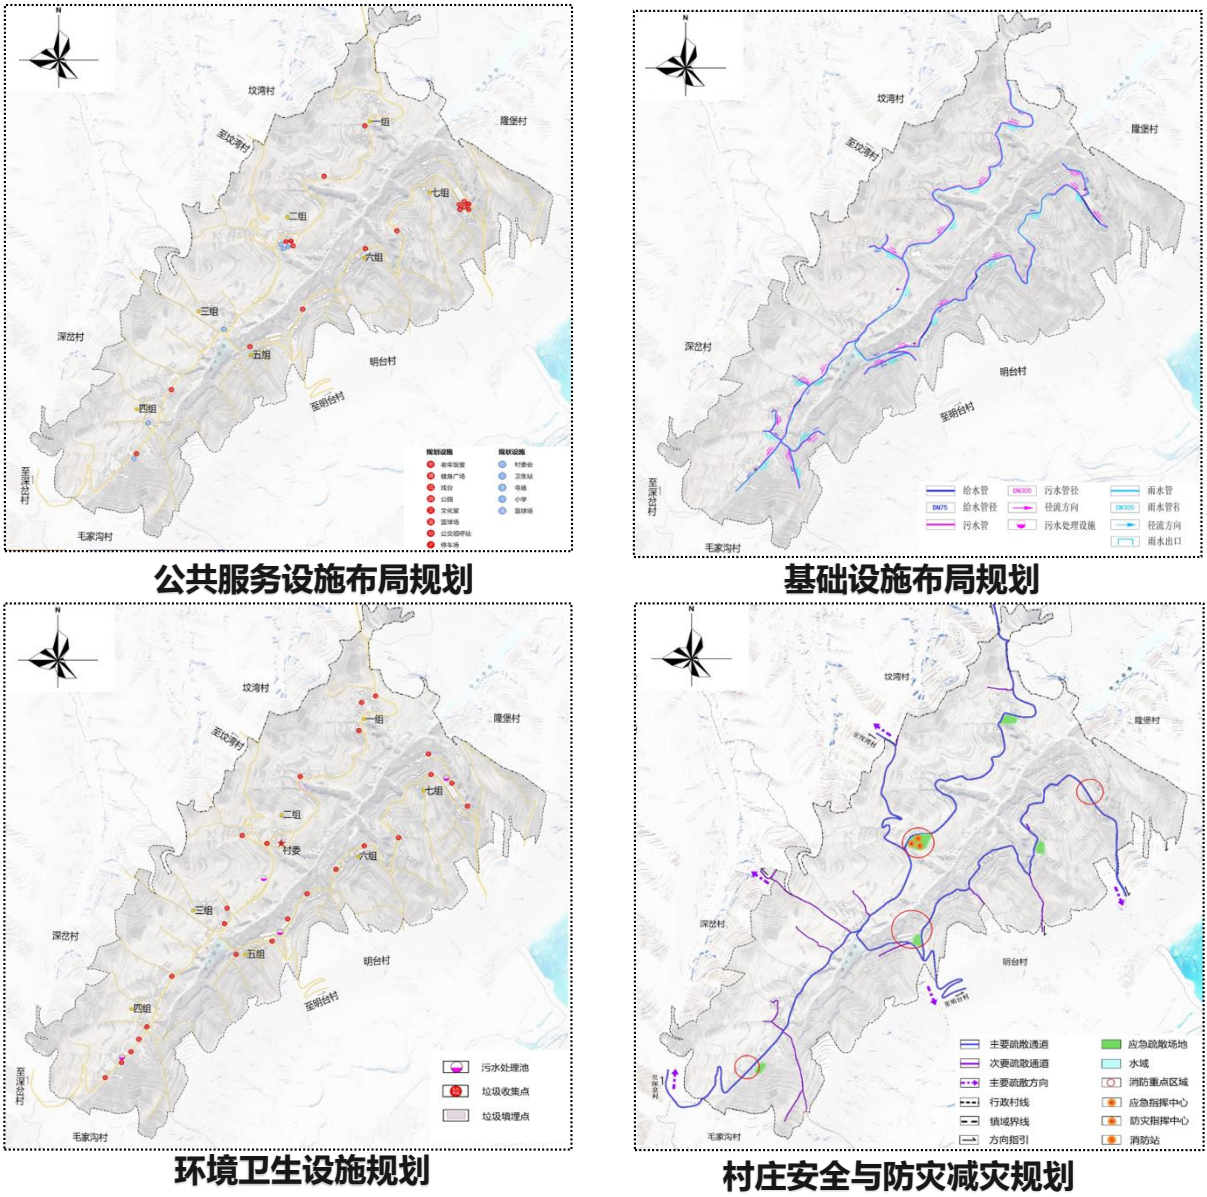 N
坟湾村
隆堡村
至坟湾村
一组
七组
二组
六组
三组
深岔村
五组
明台村
四组
至明台村
至深岔村
毛家沟村
规划设施
现状设施
老年饭堂
村委会
健身广场
卫生站
戏台
寺庙
公园
小学
文化室
篮球场
篮球场
公交招呼站
停车场
公共服务设施布局规划
N
坟湾村
隆堡村
至坟湾村
深岔村
明台村
至明台村
至深岔村
毛家沟村
给水管
DN300
污水管径
雨水管
DN75
给水管径
径流方向
DN300
雨水管径
污水管
污水处理设施
径流方向
雨水出口
基础设施布局规划
N
坟湾村
隆堡村
至坟湾村
一组
七组
二组
村委
六组
三组
深岔村
五组
明台村
四组
至明台村
至深岔村
毛家沟村
污水处理池
垃圾收集点
垃圾填埋点
环境卫生设施规划
N
坟湾村
隆堡村
至坟湾村
深岔村
明台村
至明台村
至深岔村
毛家沟村
主要疏散通道
应急疏散场地
次要疏散通道
水域
主要疏散方向
消防重点区域
行政村线
应急指挥中心
镇域界线
防灾指挥中心
方向指引
消防站
村庄安全与防灾减灾规划